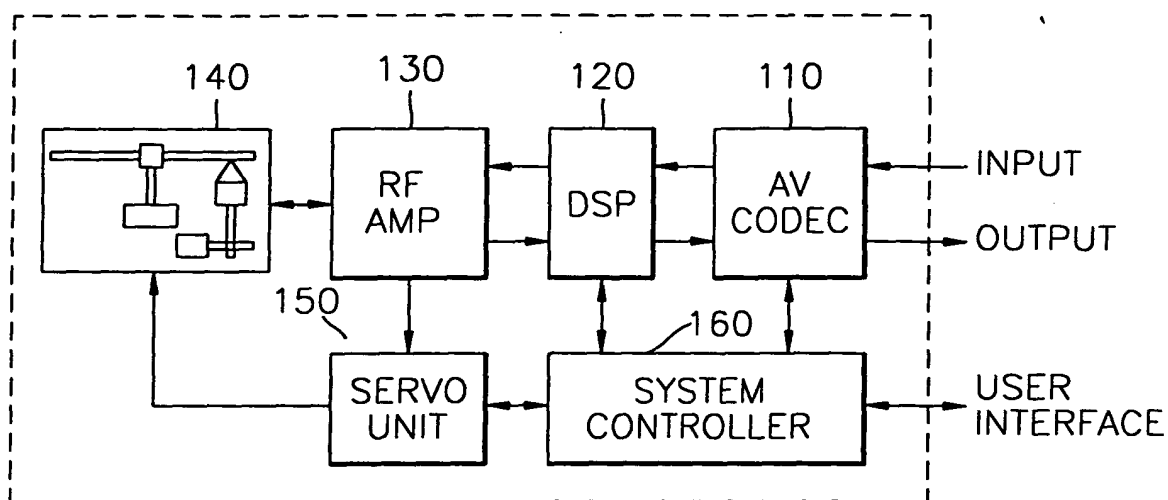 140
130
120
110
RF
AMP
DSP
AV
CODEC
INPUT
OUTPUT
150
160
SERVO
UNIT
SYSTEM
CONTROLLER
USER
INTERFACE